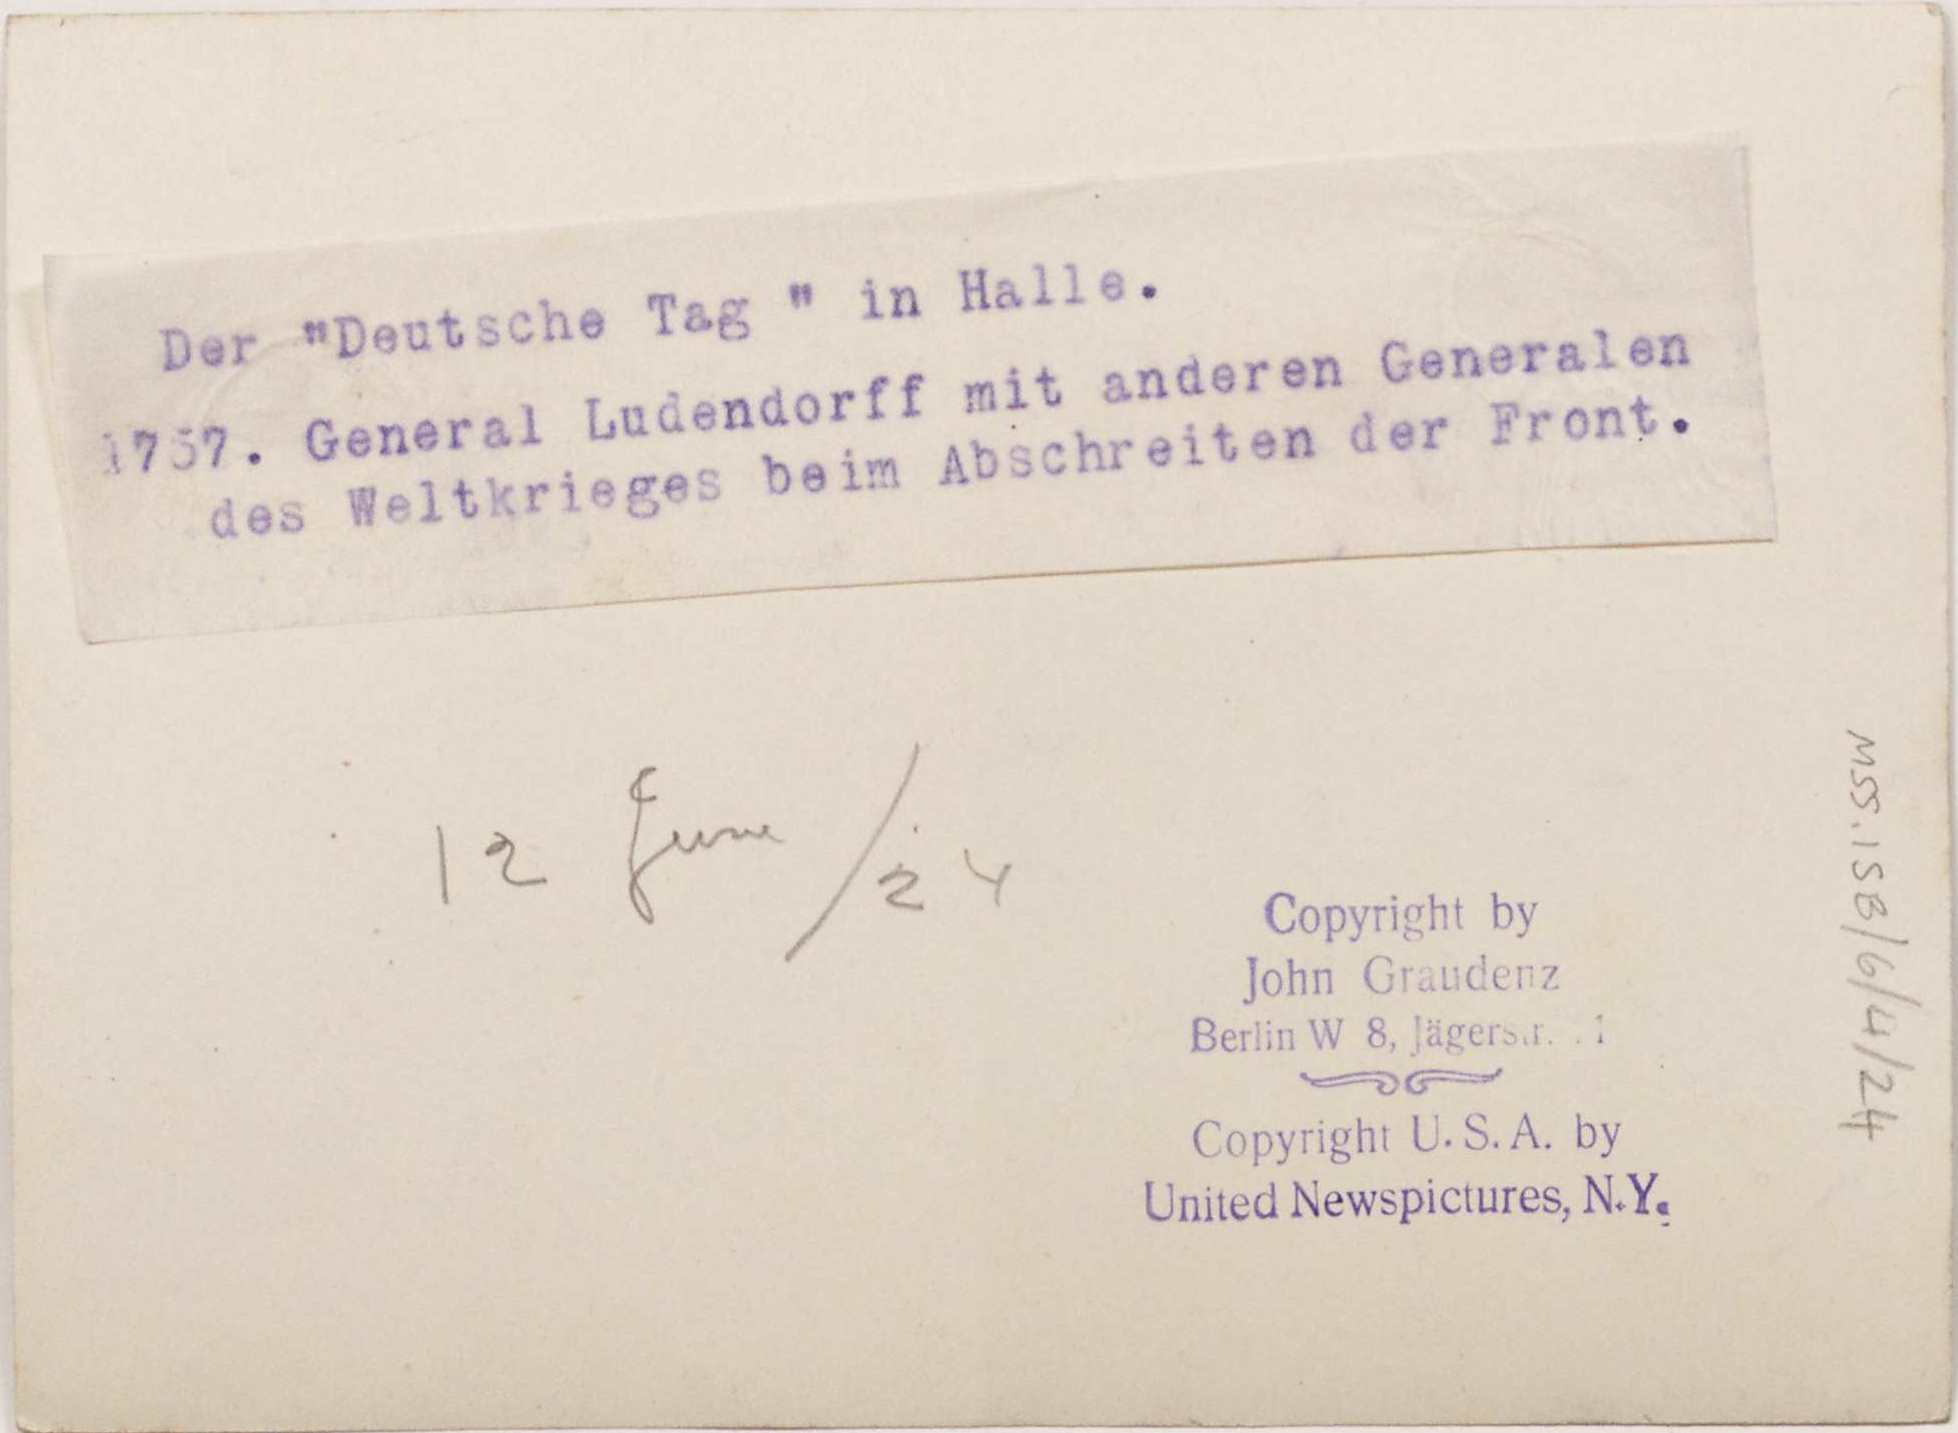 Der "Deutsche Tag " in Halle.
1757. General Ludendorff mit anderen Generalen
des Weltkrieges beim Abschreiten der Front.
12 June / 24
Copyright by
John Graudenz
Berlin W 8,
Copyright U. S. A. by
United Newspictures, N.Y.
MSS.15B/6/4/24